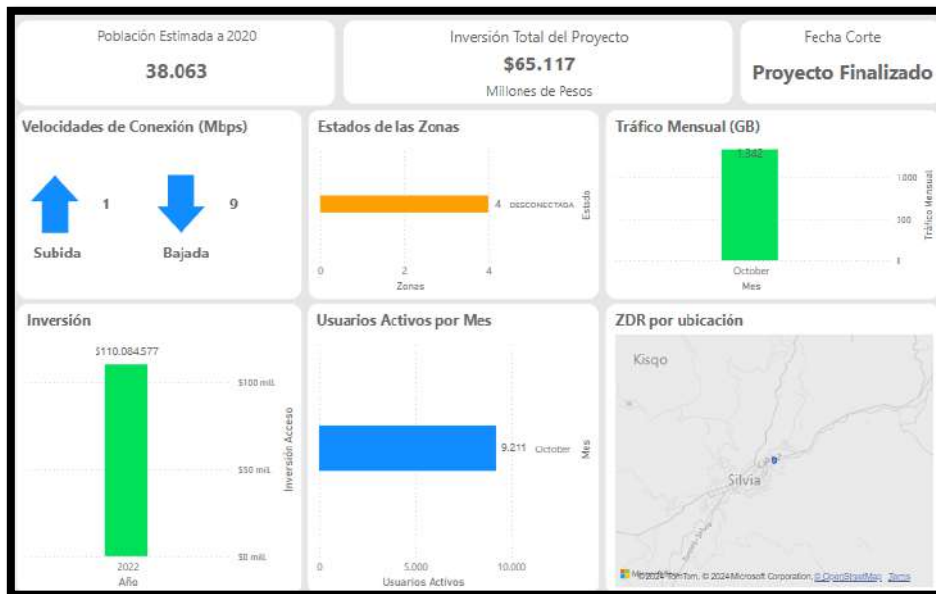 Población Estimada a 2020
38.063
Inversión Total del Proyecto
$65.117
Millones de Pesos
Fecha Corte
Proyecto Finalizado
Velocidades de Conexión (Mbps)
1
9
Subida
Bajada
Estados de las Zonas
4 DESCONECTADA
Estado
0
2
4
Zonas
Tráfico Mensual (GB)
1.342
1.000
Tráfico Mensual
October
Mes
Inversión
$110.084.577
$100 mill.
$50 mill.
$0 mill.
Inversión Acceso
2022
Año
Usuarios Activos por Mes
9.211 October
Mes
0
5.000
10.000
Usuarios Activos
ZDR por ubicación
Kisgo
Silvia
© 2024 TomTom, © 2024 Microsoft Corporation, © OpenStreetMap Terms